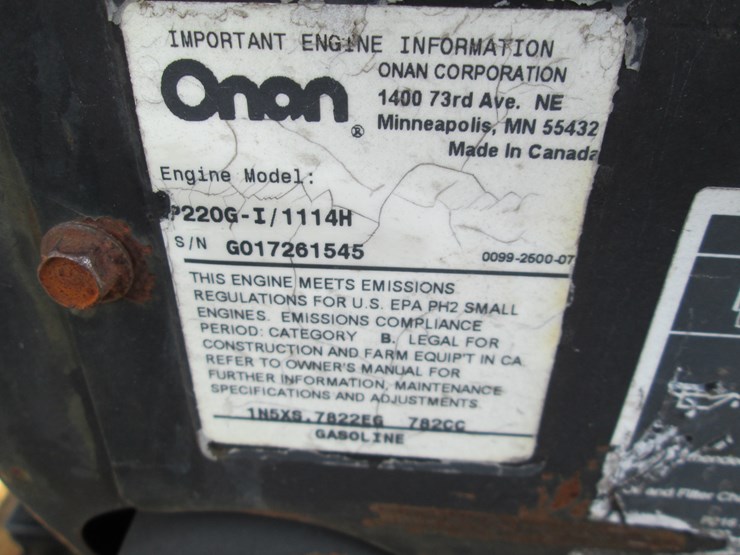 IMPORTANT ENGINE INFORMATION
Onan ®
ONAN CORPORATION
1400 73rd Ave. NE
Minneapolis, MN 55432
Made In Canada
Engine Model:
P220G-I/1114H
S/N G017261545
0099-2600-07
THIS ENGINE MEETS EMISSIONS
REGULATIONS FOR U.S. EPA PH2 SMALL
ENGINES. EMISSIONS COMPLIANCE
PERIOD: CATEGORY B. LEGAL FOR
CONSTRUCTION AND FARM EQUIP'T IN CA.
REFER TO OWNER'S MANUAL FOR
FURTHER INFORMATION, MAINTENANCE
SPECIFICATIONS AND ADJUSTMENTS
1N5XS.7822EG 782CC
GASOLINE
and Filter